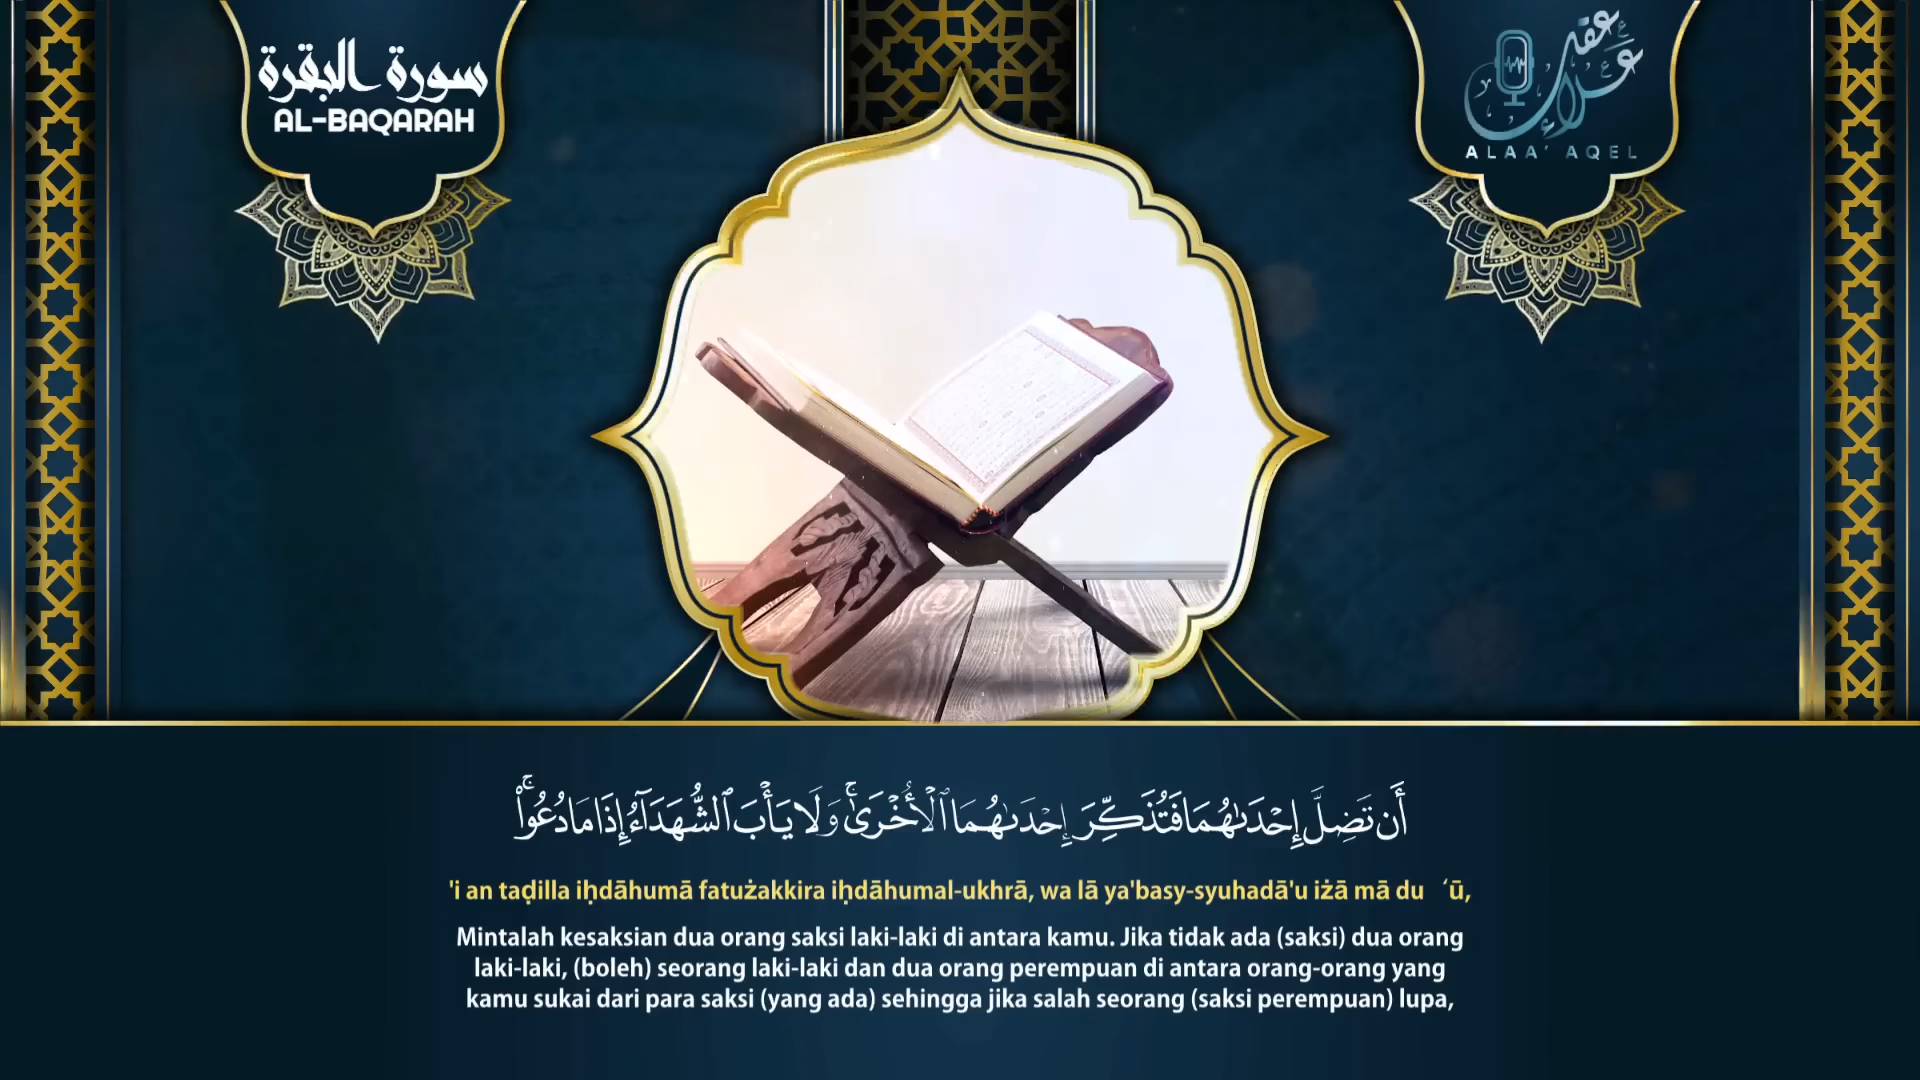 سورة البقرة
AL-BAQARAH
علاء عقل
ALAA' AQEL
أَن تَضِلَّ إِحْدَىٰهُمَا فَتُذَكِّرَ إِحْدَىٰهُمَا ٱلْأُخْرَىٰۚ وَلَا يَأْبَ ٱلشُّهَدَآءُ إِذَا مَا دُعُوا۟ۚ
'i an taḍilla iḥdāhumā fatużakkira iḥdāhumal-ukhrā, wa lā ya'basy-syuhadā'u iżā mā du ‘ū,
Mintalah kesaksian dua orang saksi laki-laki di antara kamu. Jika tidak ada (saksi) dua orang
laki-laki, (boleh) seorang laki-laki dan dua orang perempuan di antara orang-orang yang
kamu sukai dari para saksi (yang ada) sehingga jika salah seorang (saksi perempuan) lupa,